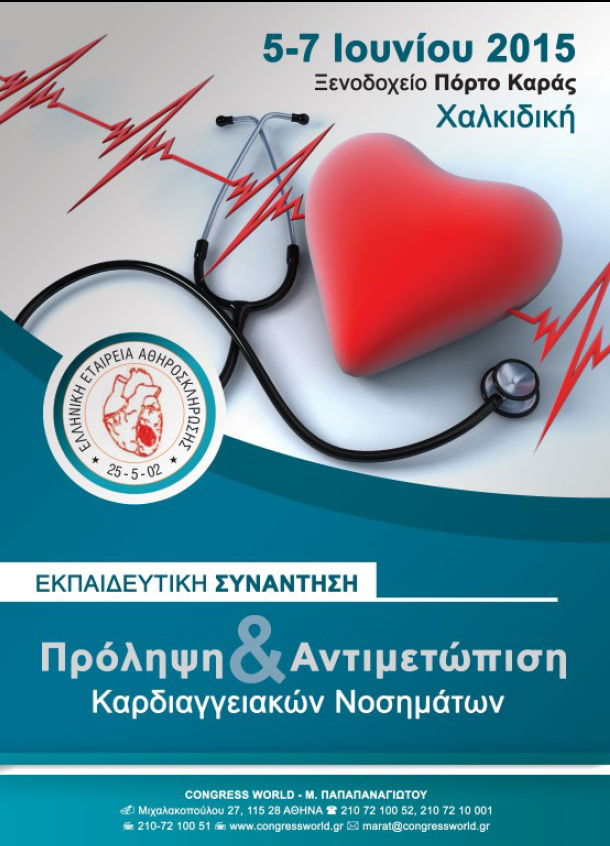 5-7 Ιουνίου 2015
Ξενοδοχείο Πόρτο Καράς
Χαλκιδική
ΕΛΛΗΝΙΚΗ ΕΤΑΙΡΕΙΑ ΑΘΗΡΟΣΚΛΗΡΩΣΗΣ
★ 25-5-02 ★
ΕΚΠΑΙΔΕΥΤΙΚΗ ΣΥΝΑΝΤΗΣΗ
Πρόληψη & Αντιμετώπιση
Καρδιαγγειακών Νοσημάτων
CONGRESS WORLD - Μ. ΠΑΠΑΠΑΝΑΓΙΩΤΟΥ
Μιχαλακοπούλου 27, 115 28 ΑΘΗΝΑ ☎ 210 72 100 52, 210 72 10 001
210-72 100 51 www.congressworld.gr ✉ marat@congressworld.gr